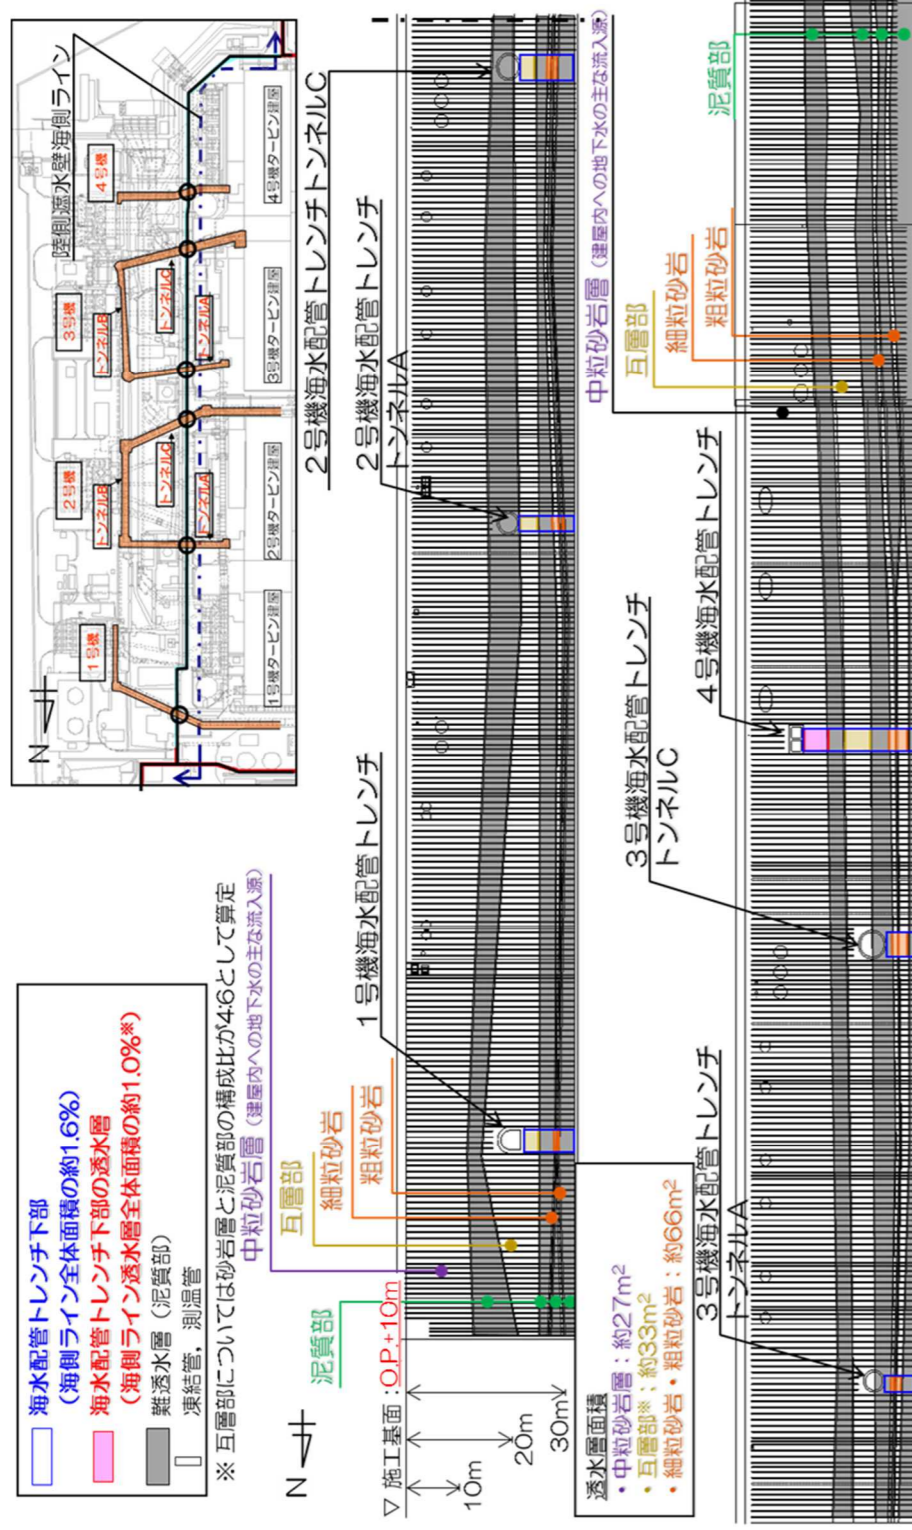 海水配管トレンチ下部
（海側ライン全体面積の約1.6%）
海水配管トレンチ下部の透水層
（海側ライン透水層全体面積の約1.0%※）
難透水層（泥質部）
凍結管，測温管
※ 互層部については砂岩層と泥質部の構成比が4:6として算定
N
陸側遮水壁海側ライン
1号機
2号機
3号機
4号機
トンネルB
トンネルC
トンネルA
トンネルB
トンネルC
トンネルA
1号機タービン建屋
2号機タービン建屋
3号機タービン建屋
4号機タービン建屋
N
泥質部
中粒砂岩層（建屋内への地下水の主な流入源）
互層部
細粒砂岩
粗粒砂岩
1号機海水配管トレンチ
2号機海水配管トレンチ
トンネルA
2号機海水配管トレンチトンネルC
▽ 施工基面：O.P.+10m
10m
20m
30m
透水層面積
・中粒砂岩層：約27m²
・互層部※：約33m²
・細粒砂岩・粗粒砂岩：約66m²
3号機海水配管トレンチ
トンネルA
3号機海水配管トレンチ
トンネルC
4号機海水配管トレンチ
中粒砂岩層（建屋内への地下水の主な流入源）
互層部
細粒砂岩
粗粒砂岩
泥質部